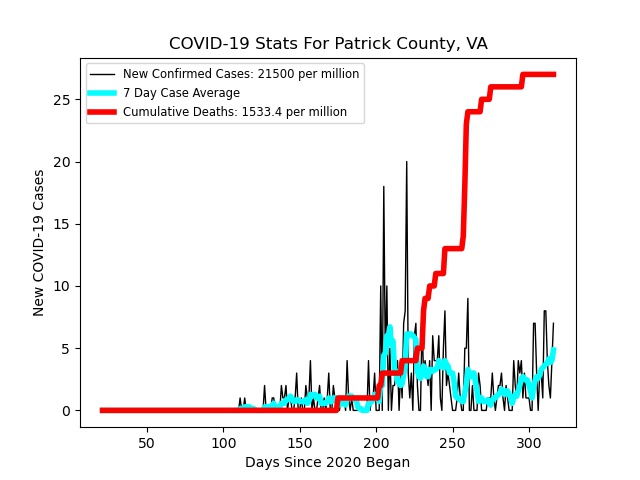 COVID-19 Stats For Patrick County, VA
New Confirmed Cases: 21500 per million
7 Day Case Average
Cumulative Deaths: 1533.4 per million
New COVID-19 Cases
25
20
15
10
5
0
50
100
150
200
250
300
Days Since 2020 Began